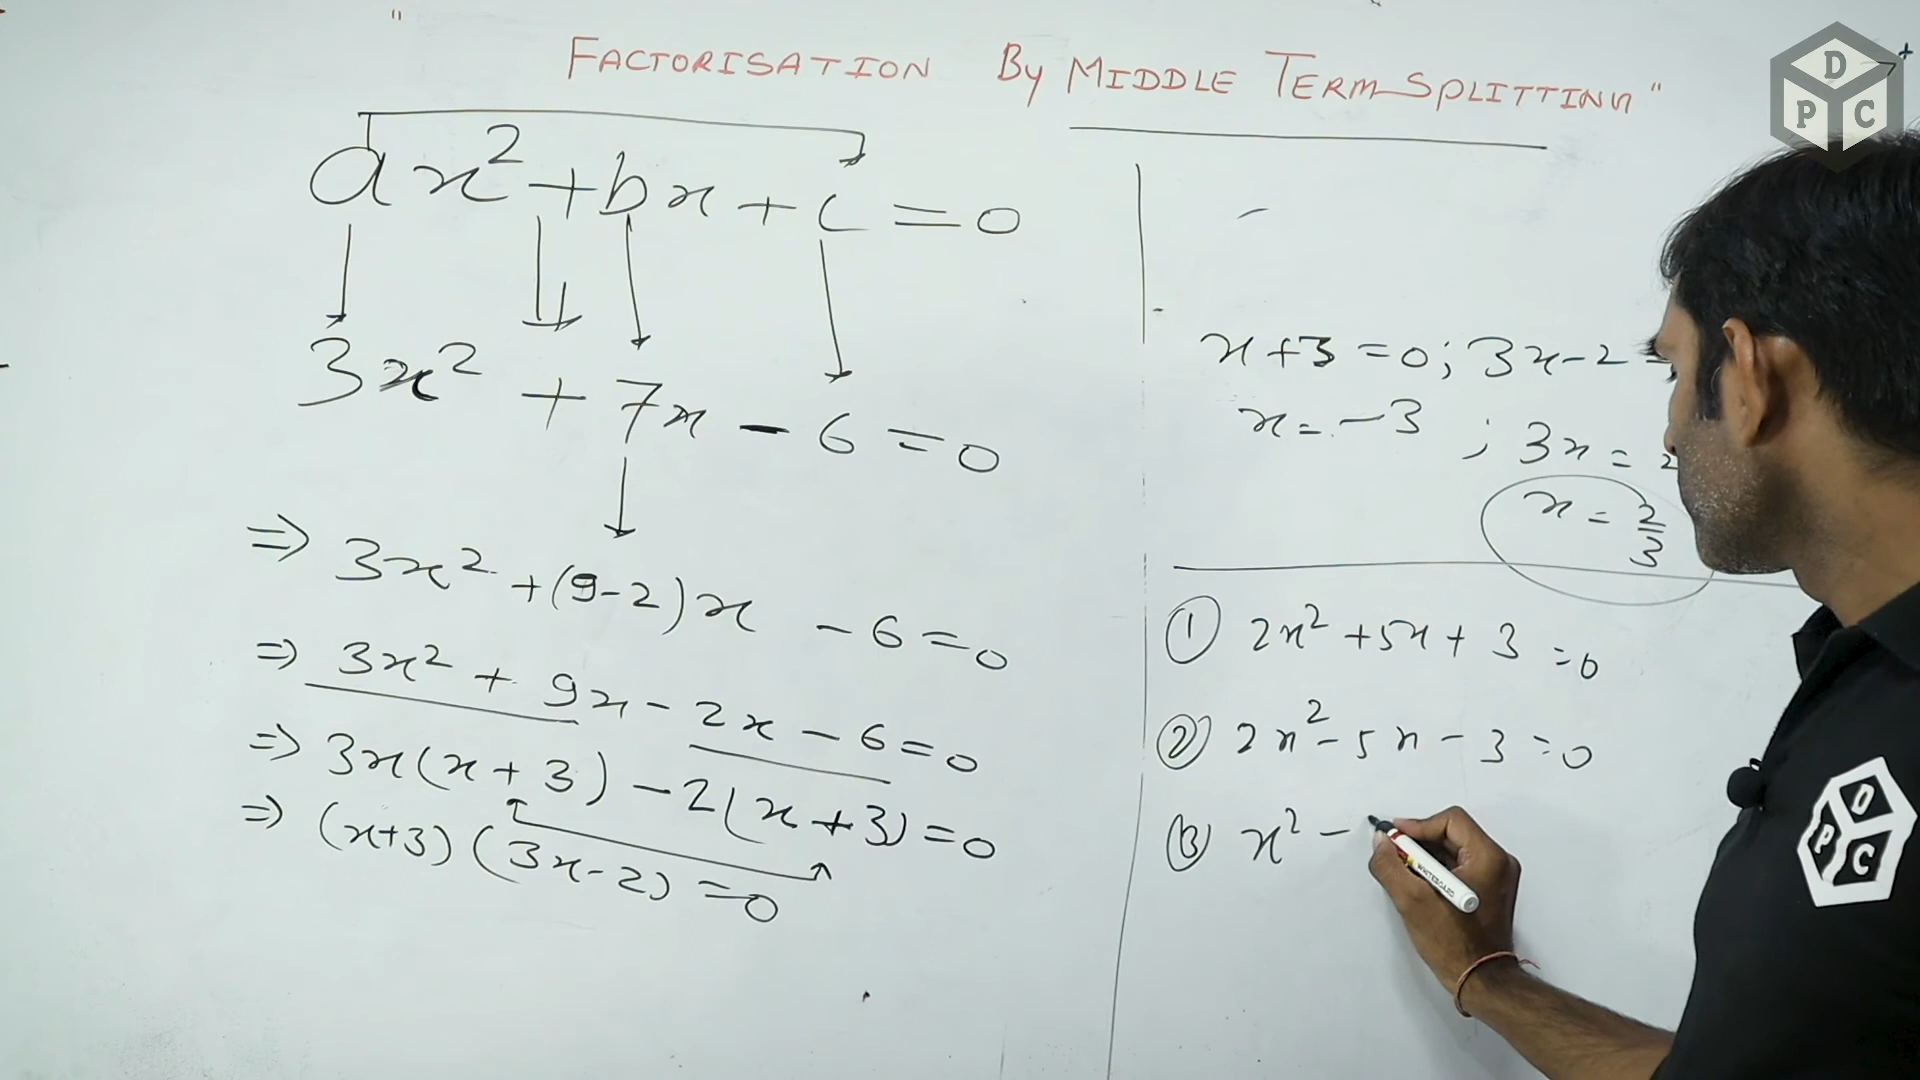 " FACTORISATION By MIDDLE TERM SPLITTING "
ax² + bx + c = 0
3x² + 7x - 6 = 0
⇒ 3x² + (9-2)x - 6 = 0
⇒ 3x² + 9x - 2x - 6 = 0
⇒ 3x(x+3) - 2(x+3) = 0
⇒ (x+3)(3x-2) = 0
x+3 = 0; 3x-2 =
x = -3 ; 3x = 2
x = 2/3
① 2x² + 5x + 3 = 0
② 2x² - 5x - 3 = 0
③ x² -
D P C
D P C
WHITEBOARD